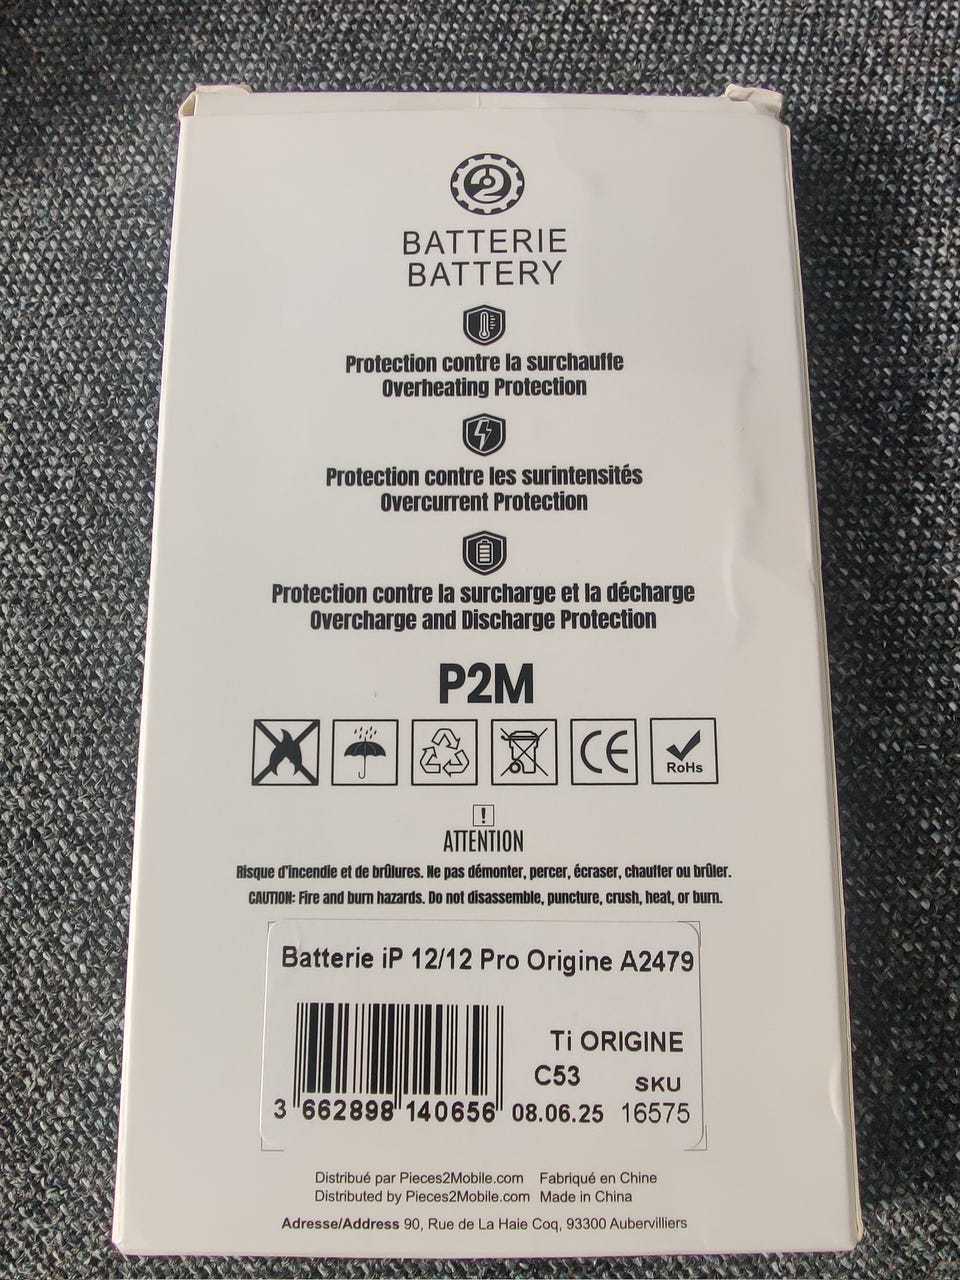 BATTERIE
BATTERY
Protection contre la surchauffe
Overheating Protection
Protection contre les surintensités
Overcurrent Protection
Protection contre la surcharge et la décharge
Overcharge and Discharge Protection
P2M
CE
RoHs
!
ATTENTION
Risque d'incendie et de brûlures. Ne pas démonter, percer, écraser, chauffer ou brûler.
CAUTION: Fire and burn hazards. Do not disassemble, puncture, crush, heat, or burn.
Batterie iP 12/12 Pro Origine A2479
Ti ORIGINE
C53 SKU
3 662898 140656 08.06.25 16575
Distribué par Pieces2Mobile.com Fabriqué en Chine
Distributed by Pieces2Mobile.com Made in China
Adresse/Address 90, Rue de La Haie Coq, 93300 Aubervilliers